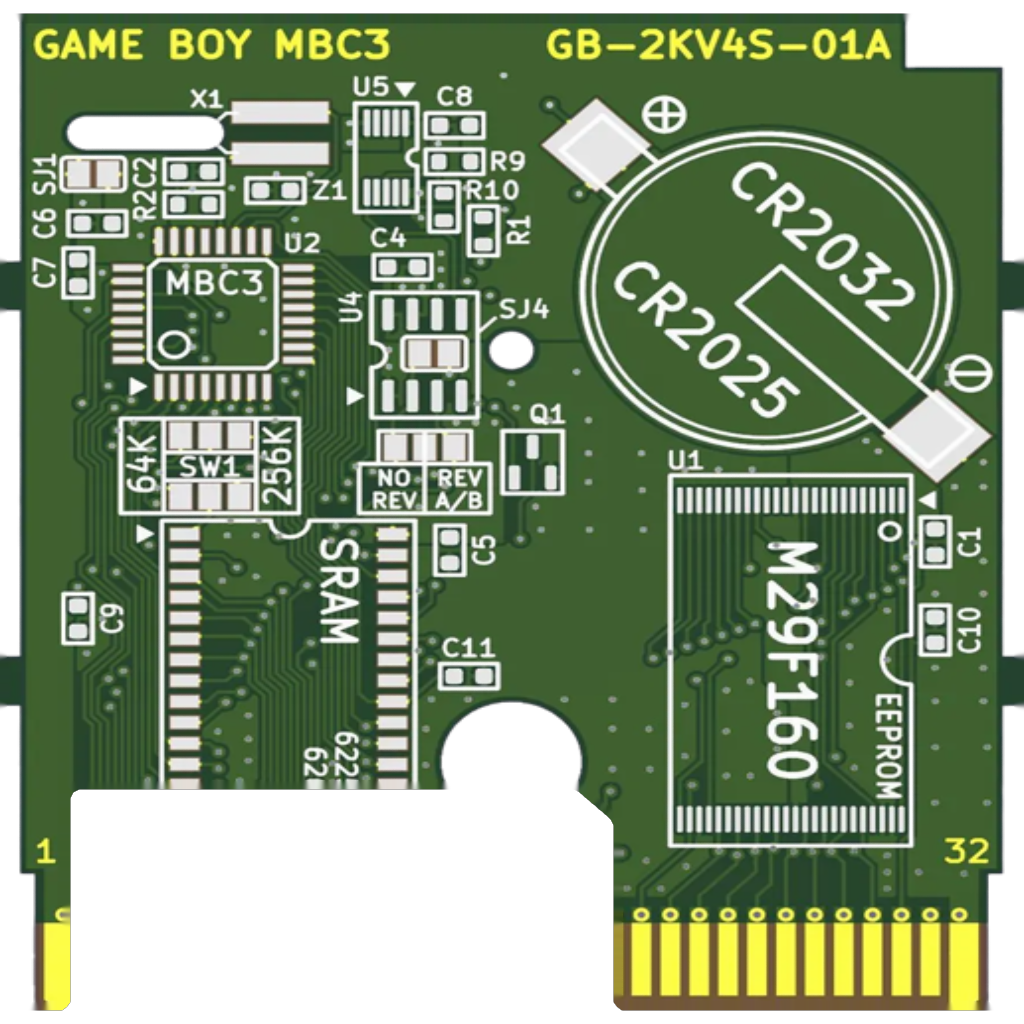 GAME BOY MBC3
GB-2KV4S-01A
X1
U5
C8
SJ1
C2
R9
R2
Z1
R10
C6
R1
U2
C4
C7
MBC3
U4
SJ4
CR2032
CR2025
Q1
64K
SW1
256K
NO
REV
REV
A/B
U1
SRAM
C5
C1
M29F160
C9
C10
C11
EEPROM
1
32